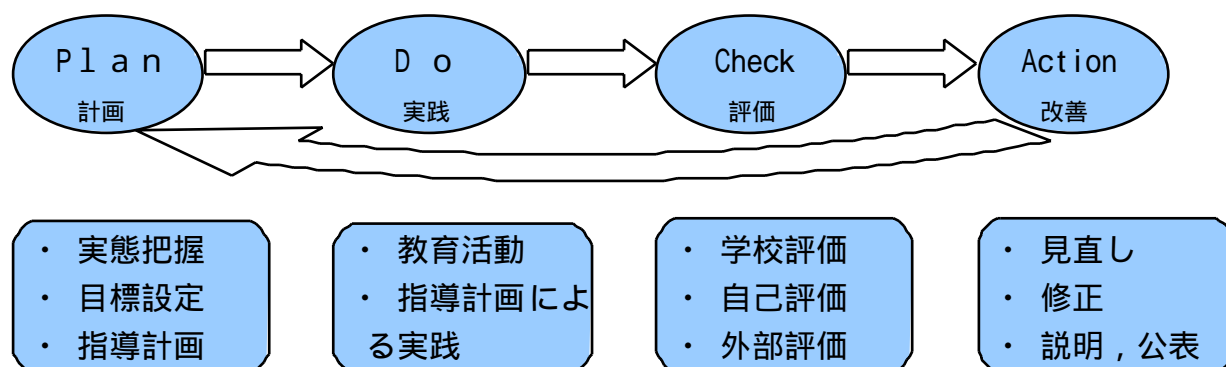 Ｐｌａｎ
計画
Ｄｏ
実践
Check
評価
Action
改善
・ 実態把握
・ 目標設定
・ 指導計画
・ 教育活動
・ 指導計画によ
る実践
・ 学校評価
・ 自己評価
・ 外部評価
・ 見直し
・ 修正
・ 説明，公表